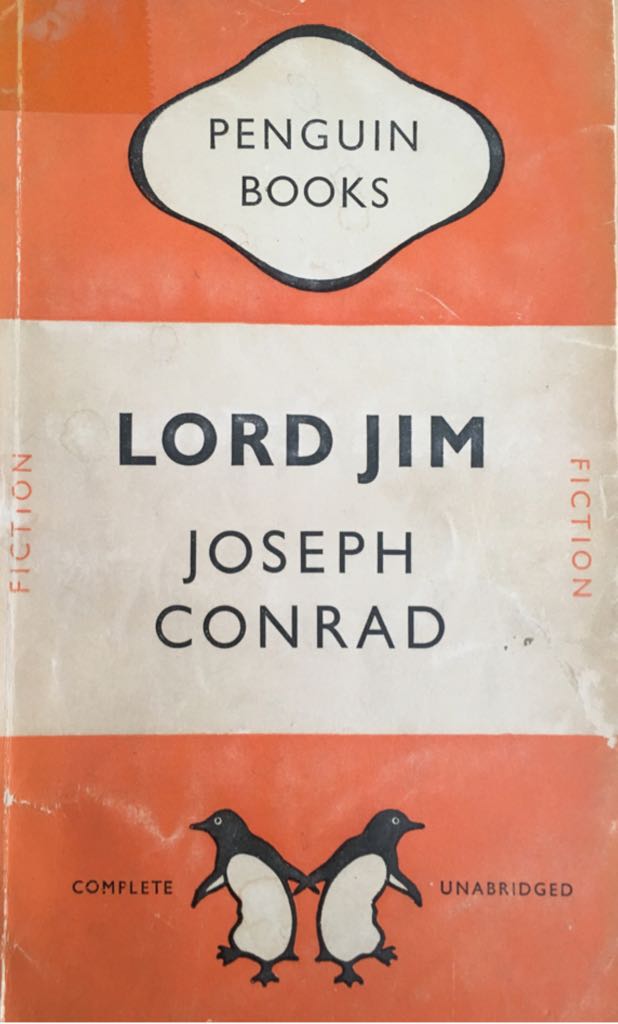 PENGUIN
BOOKS
LORD JIM
JOSEPH
CONRAD
FICTION
FICTION
COMPLETE
UNABRIDGED